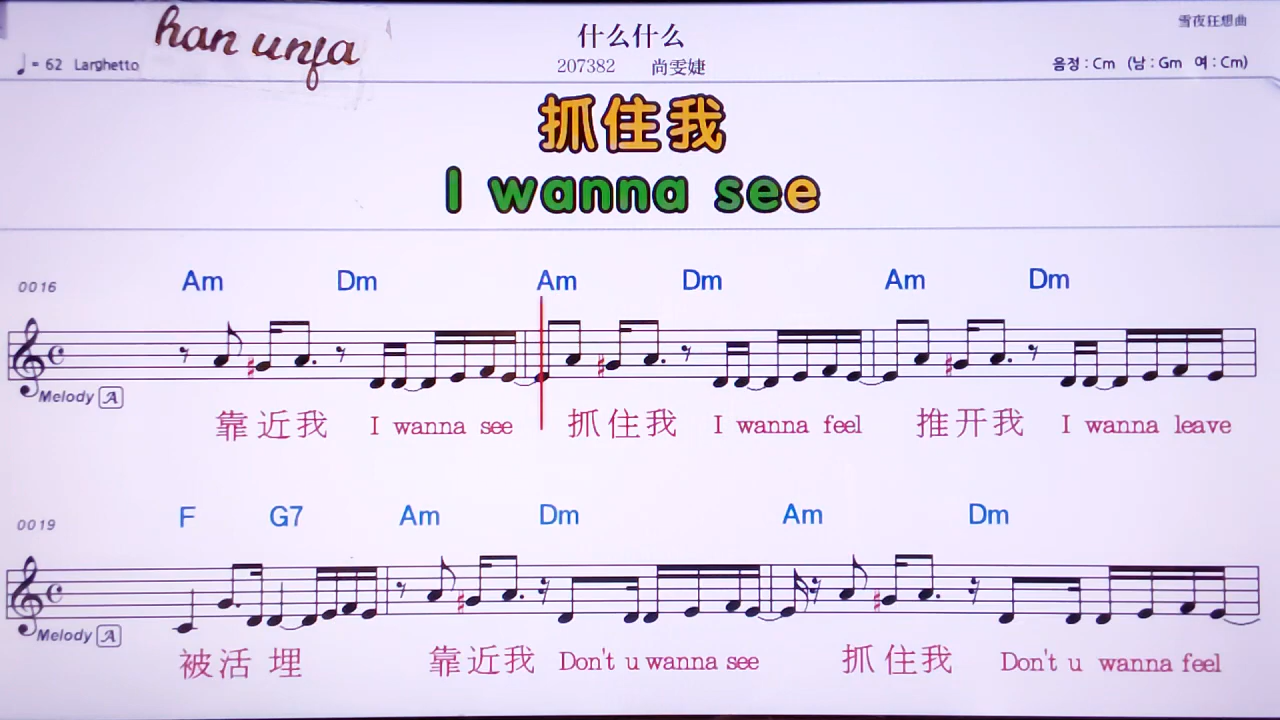 han unfa
什么什么
雪夜狂想曲
♩= 62 Larghetto
207382 尚雯婕
음정 : Cm (남 : Gm 여 : Cm)
抓住我
I wanna see
Am Dm Am Dm Am Dm
0016
Melody A
靠近我 I wanna see 抓住我 I wanna feel 推开我 I wanna leave
F G7 Am Dm Am Dm
0019
Melody A
被活埋 靠近我 Don't u wanna see 抓住我 Don't u wanna feel